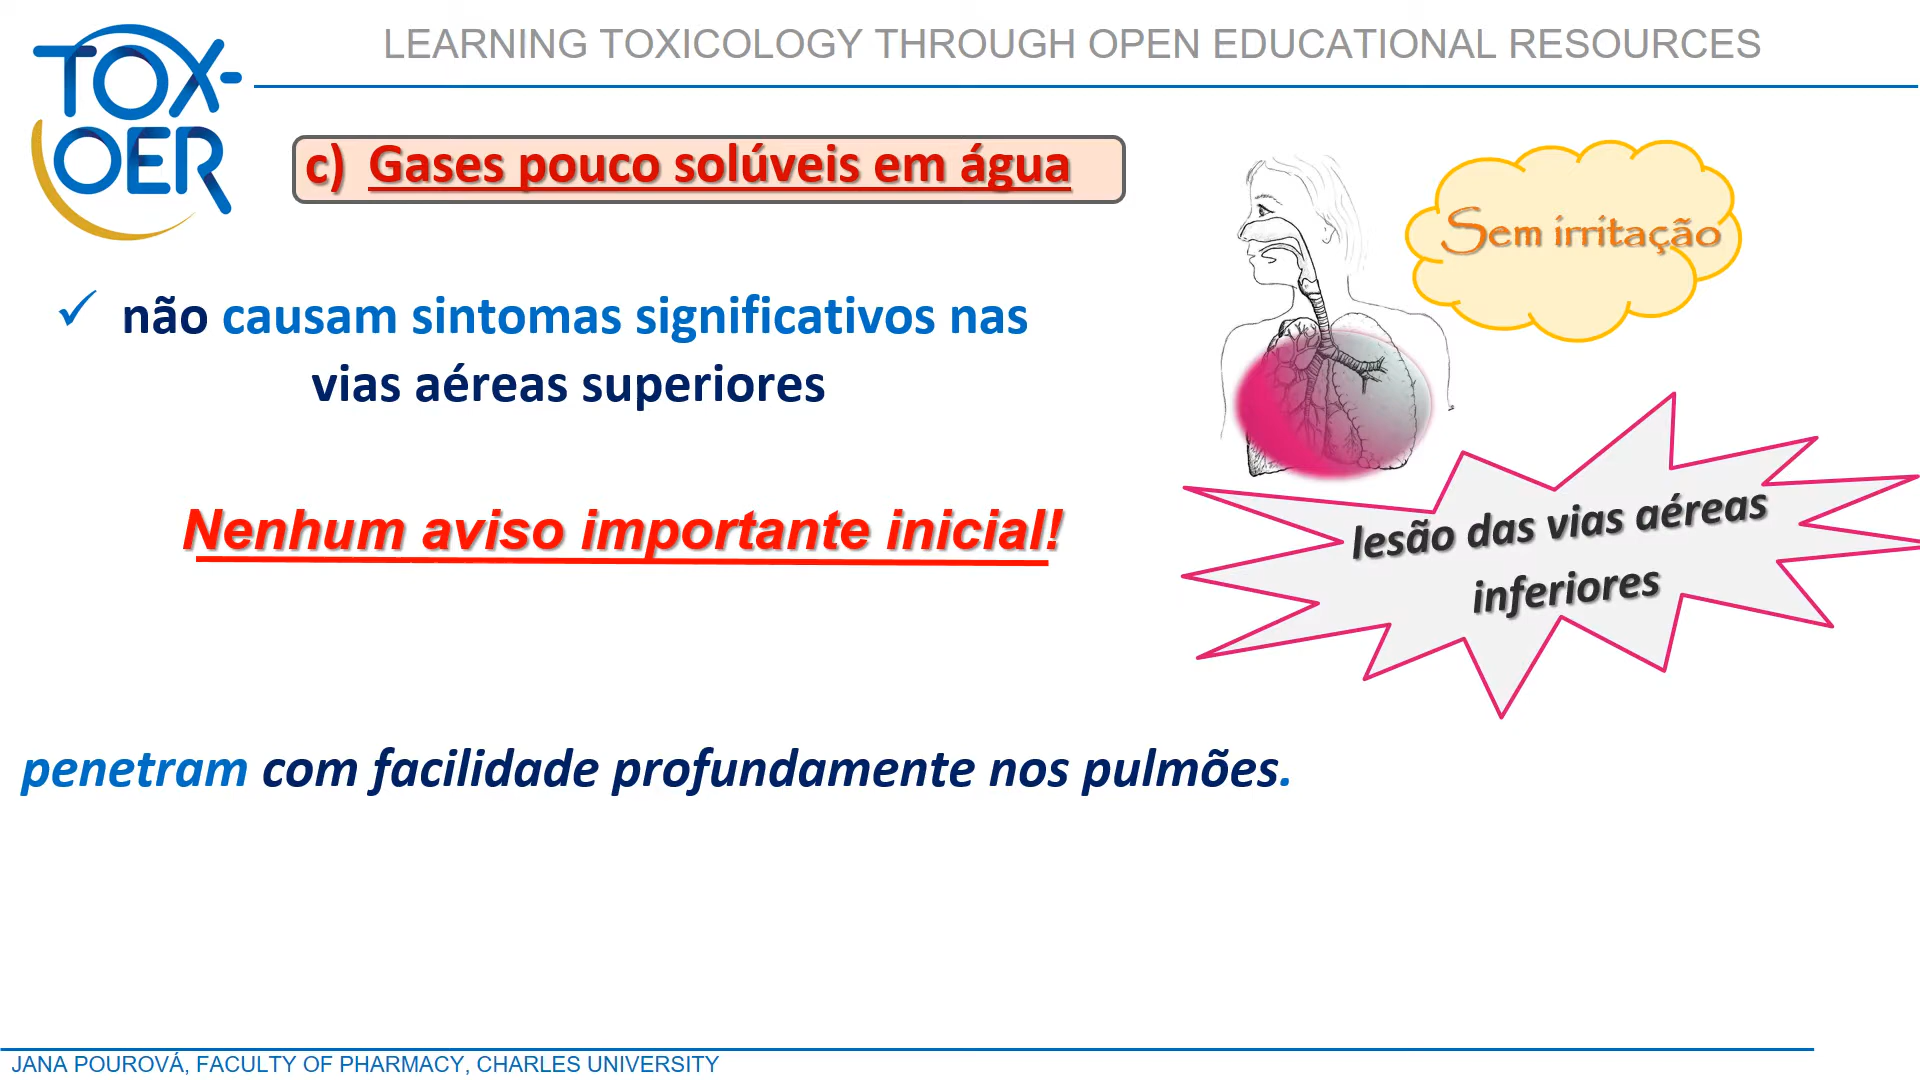 LEARNING TOXICOLOGY THROUGH OPEN EDUCATIONAL RESOURCES
TOX-
OER
c) Gases pouco solúveis em água
Sem irritação
✓ não causam sintomas significativos nas
vias aéreas superiores
Nenhum aviso importante inicial!
lesão das vias aéreas
inferiores
penetram com facilidade profundamente nos pulmões.
JANA POUROVÁ, FACULTY OF PHARMACY, CHARLES UNIVERSITY